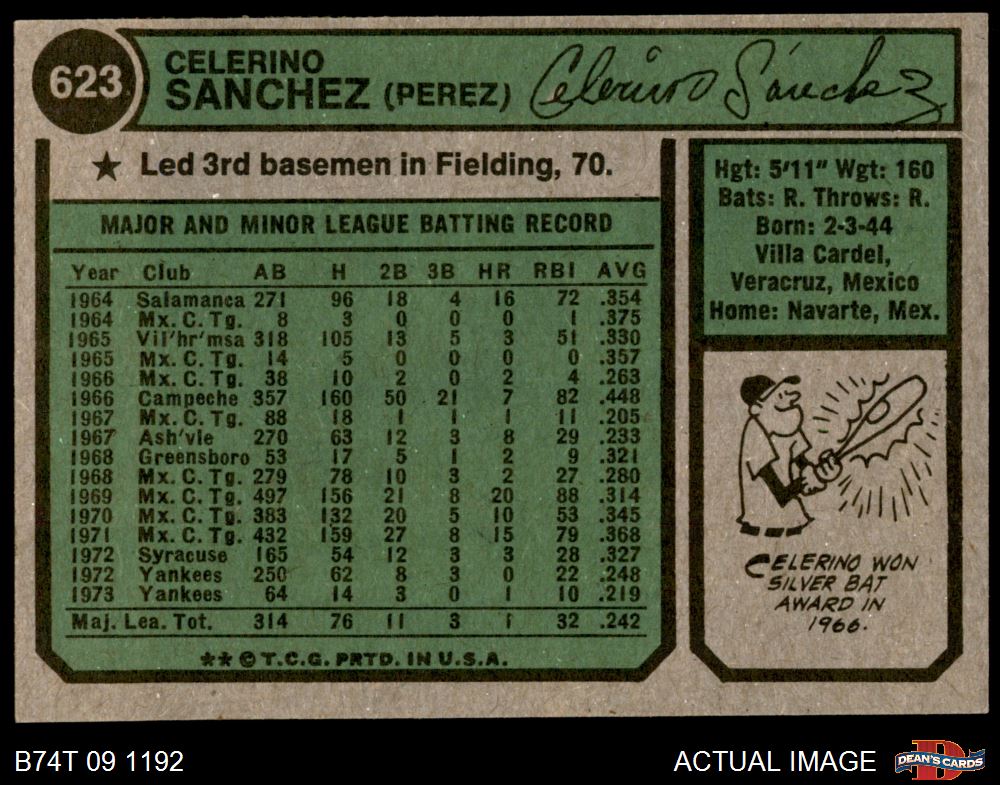 623
CELERINO
SANCHEZ (PEREZ)
Celerino Sánchez
★ Led 3rd basemen in Fielding, 70.
MAJOR AND MINOR LEAGUE BATTING RECORD
Year Club AB H 2B 3B HR RBI AVG
1964 Salamanca 271 96 18 4 16 72 .354
1964 Mx. C. Tg. 8 3 0 0 0 1 .375
1965 Vil'hr'msa 318 105 13 5 3 51 .330
1965 Mx. C. Tg. 14 5 0 0 0 0 .357
1966 Mx. C. Tg. 38 10 2 0 2 4 .263
1966 Campeche 357 160 50 21 7 82 .448
1967 Mx. C. Tg. 88 18 1 1 1 11 .205
1967 Ash'vle 270 63 12 3 8 29 .233
1968 Greensboro 53 17 5 1 2 9 .321
1968 Mx. C. Tg. 279 78 10 3 2 27 .280
1969 Mx. C. Tg. 497 156 21 8 20 88 .314
1970 Mx. C. Tg. 383 132 20 5 10 53 .345
1971 Mx. C. Tg. 432 159 27 8 15 79 .368
1972 Syracuse 165 54 12 3 3 28 .327
1972 Yankees 250 62 8 3 0 22 .248
1973 Yankees 64 14 3 0 1 10 .219
Maj. Lea. Tot. 314 76 11 3 1 32 .242
** © T.C.G. PRTD. IN U.S.A.
Hgt: 5'11" Wgt: 160
Bats: R. Throws: R.
Born: 2-3-44
Villa Cardel,
Veracruz, Mexico
Home: Navarte, Mex.
CELERINO WON
SILVER BAT
AWARD IN
1966.
B74T 09 1192
ACTUAL IMAGE
D
DEAN'S CARDS